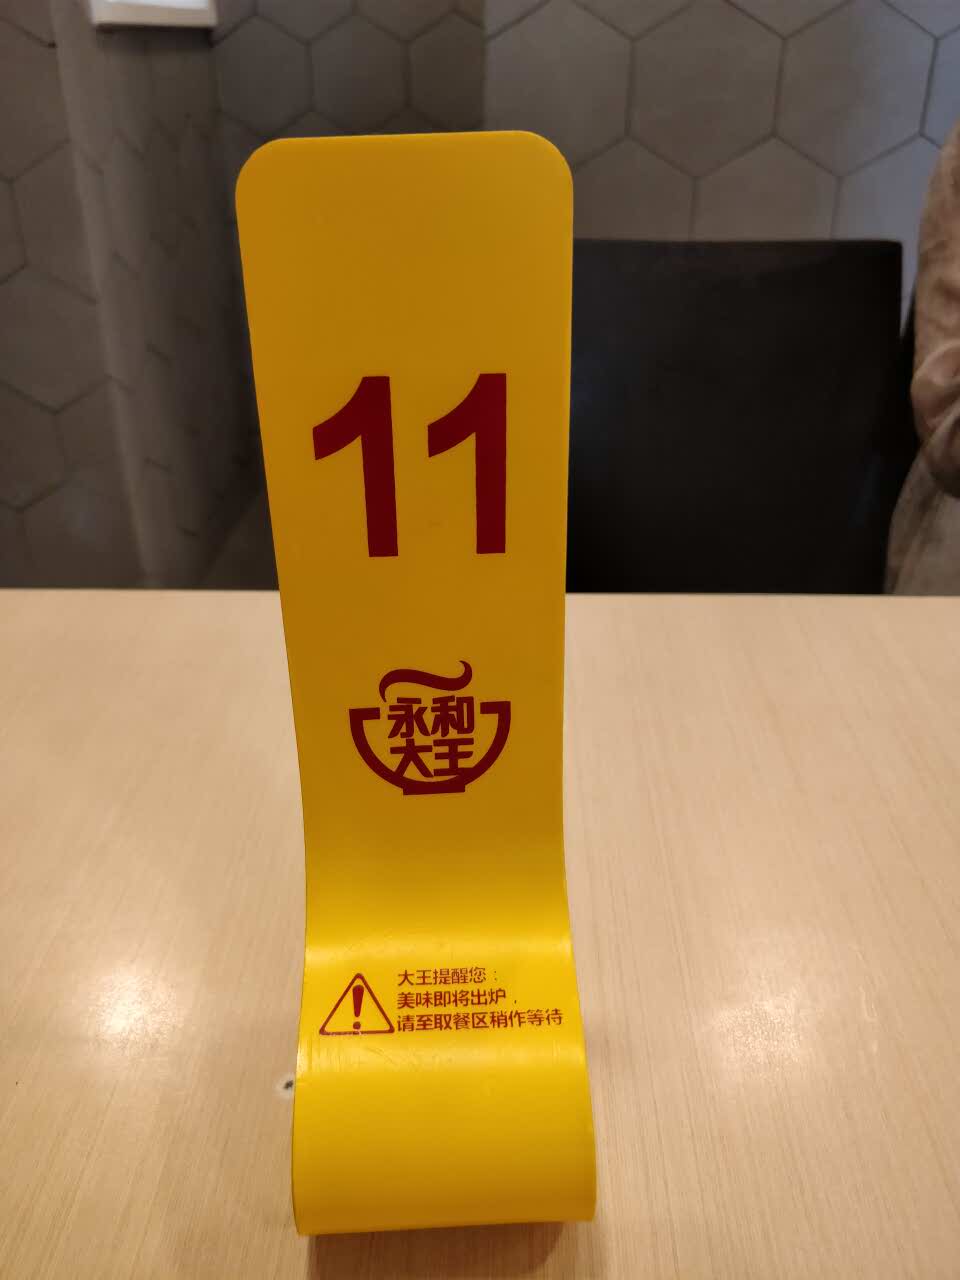 11
永和
大王
大王提醒您：
美味即将出炉，
请至取餐区稍作等待